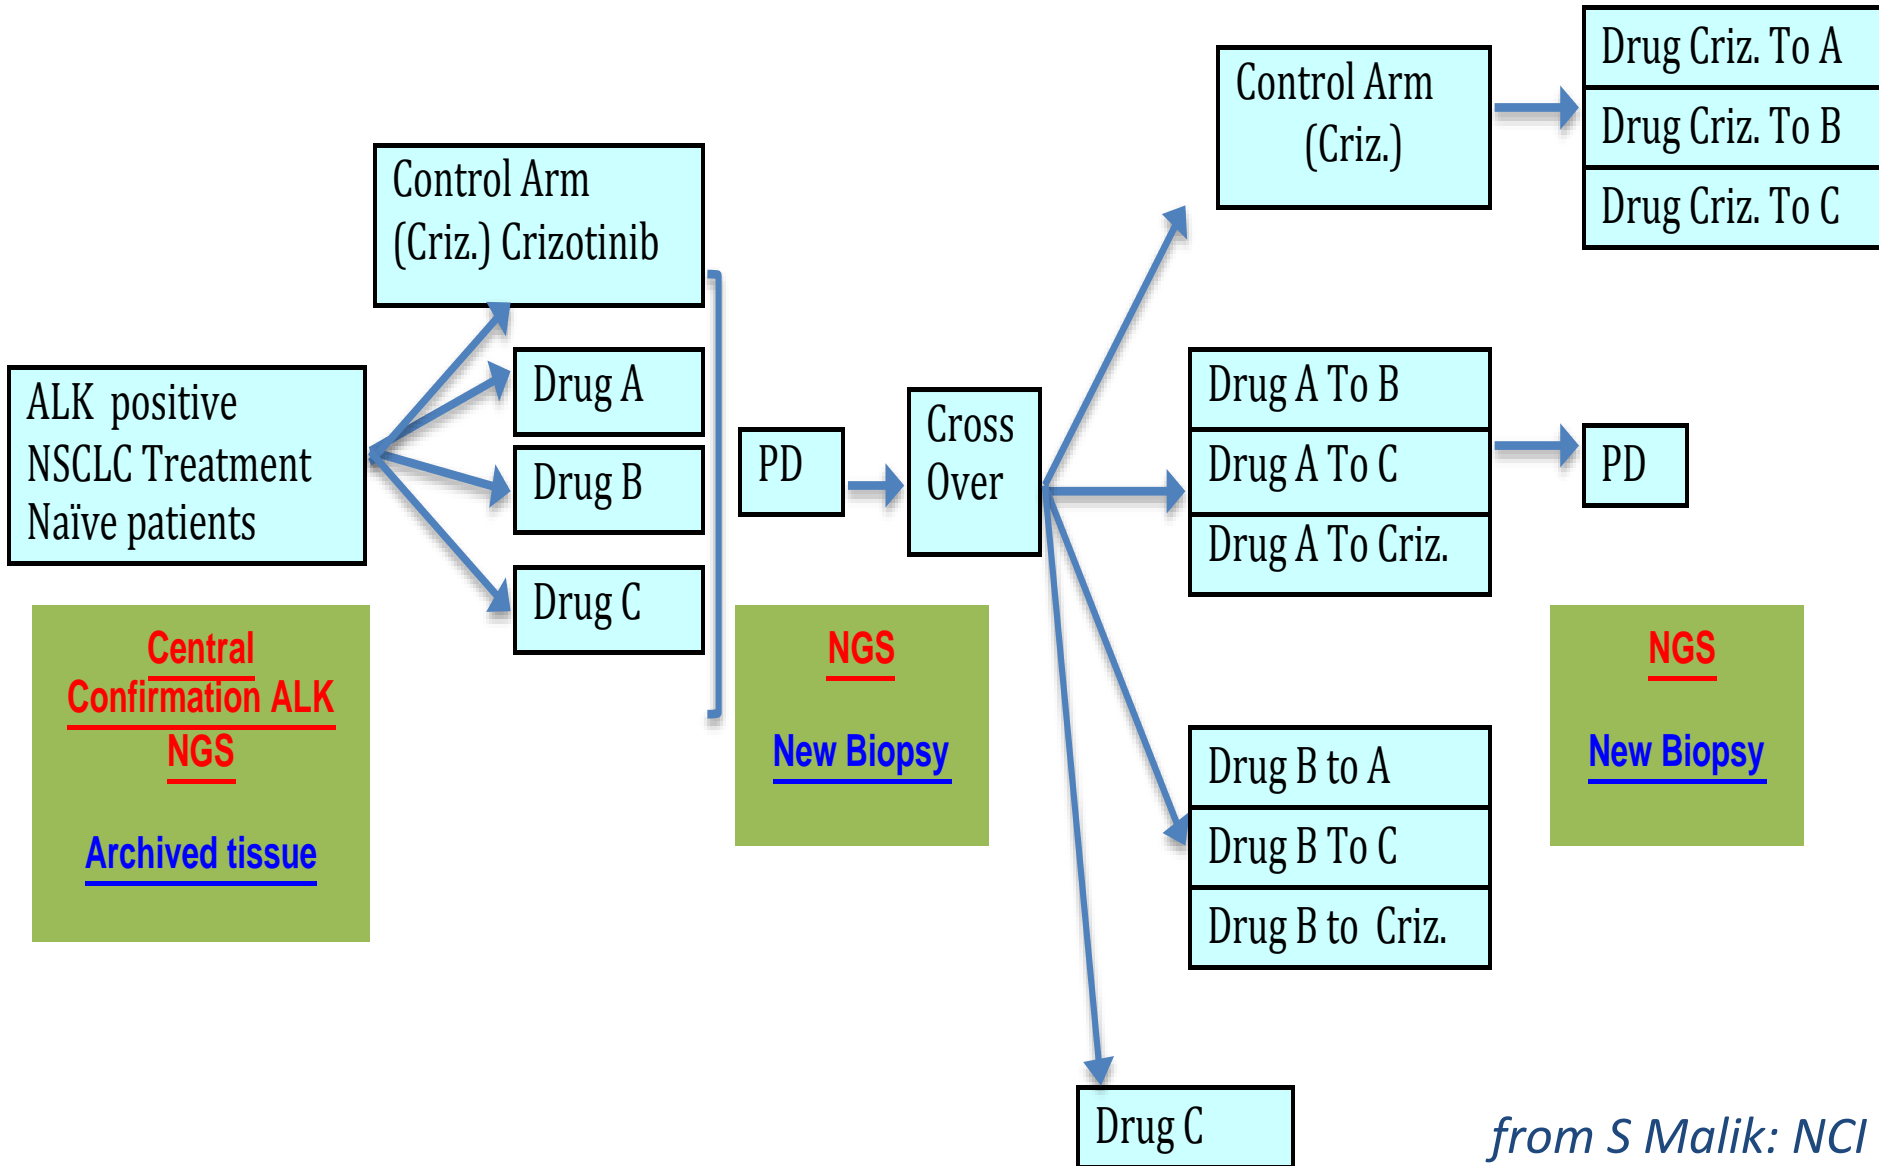 ALK  positive
NSCLC Treatment
Naïve patients
Central
Confirmation ALK
NGS
Archived tissue
Control Arm
(Criz.) Crizotinib
Drug A
Drug B
Drug C
PD
NGS
New Biopsy
Cross
Over
Control Arm
(Criz.)
Drug Criz. To A
Drug Criz. To B
Drug Criz. To C
Drug A To B
Drug A To C
Drug A To Criz.
PD
NGS
New Biopsy
Drug B to A
Drug B To C
Drug B to  Criz.
Drug C
from S Malik: NCI